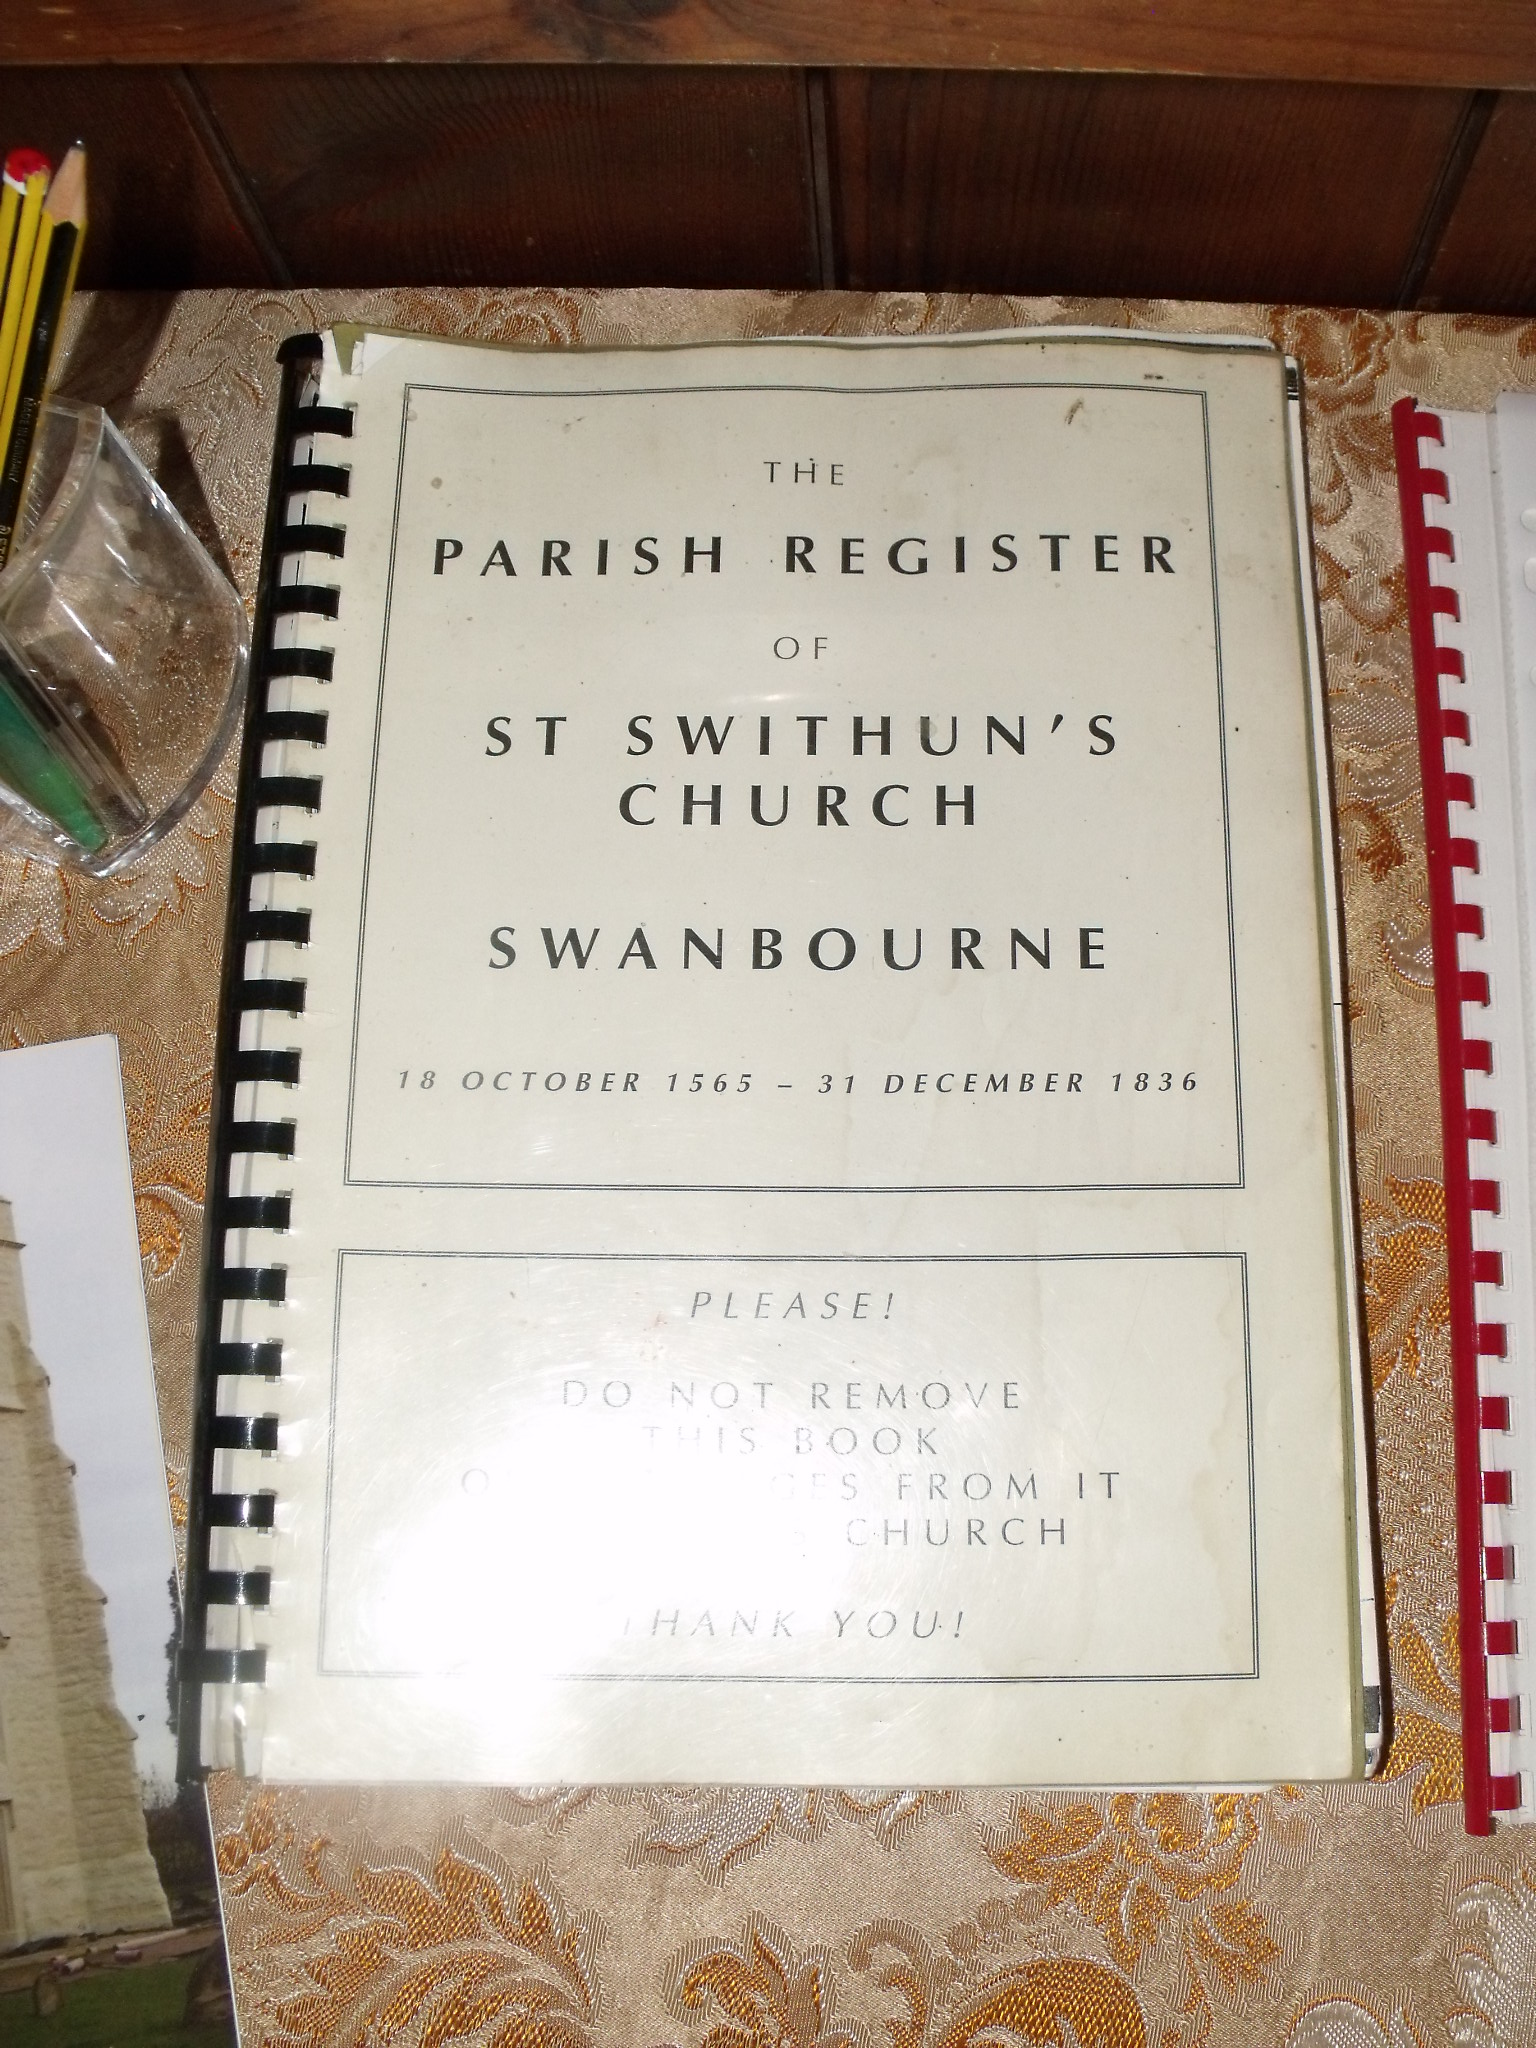 THE
PARISH REGISTER
OF
ST SWITHUN'S
CHURCH
SWANBOURNE
18 OCTOBER 1565 – 31 DECEMBER 1836
PLEASE!
DO NOT REMOVE
THIS BOOK
FROM IT
CHURCH
THANK YOU!